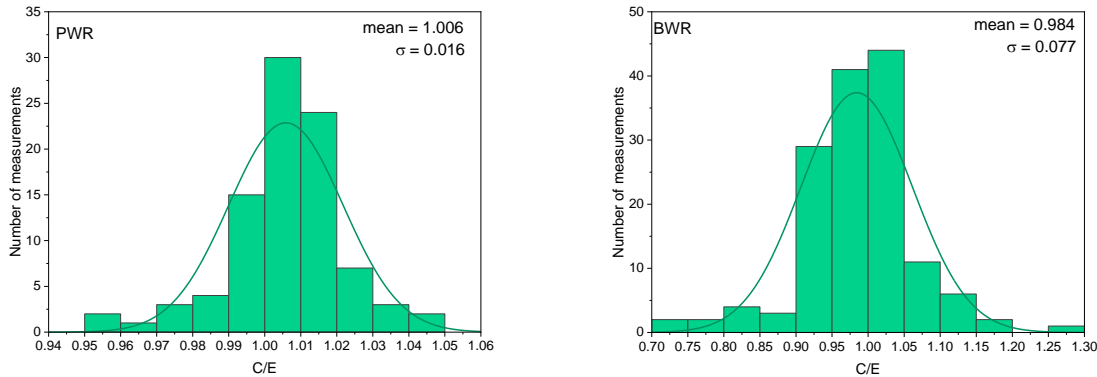 PWR
mean = 1.006
σ = 0.016
35
30
25
20
15
10
5
0
Number of measurements
0.94 0.95 0.96 0.97 0.98 0.99 1.00 1.01 1.02 1.03 1.04 1.05 1.06
C/E
BWR
mean = 0.984
σ = 0.077
50
40
30
20
10
0
Number of measurements
0.70 0.75 0.80 0.85 0.90 0.95 1.00 1.05 1.10 1.15 1.20 1.25 1.30
C/E